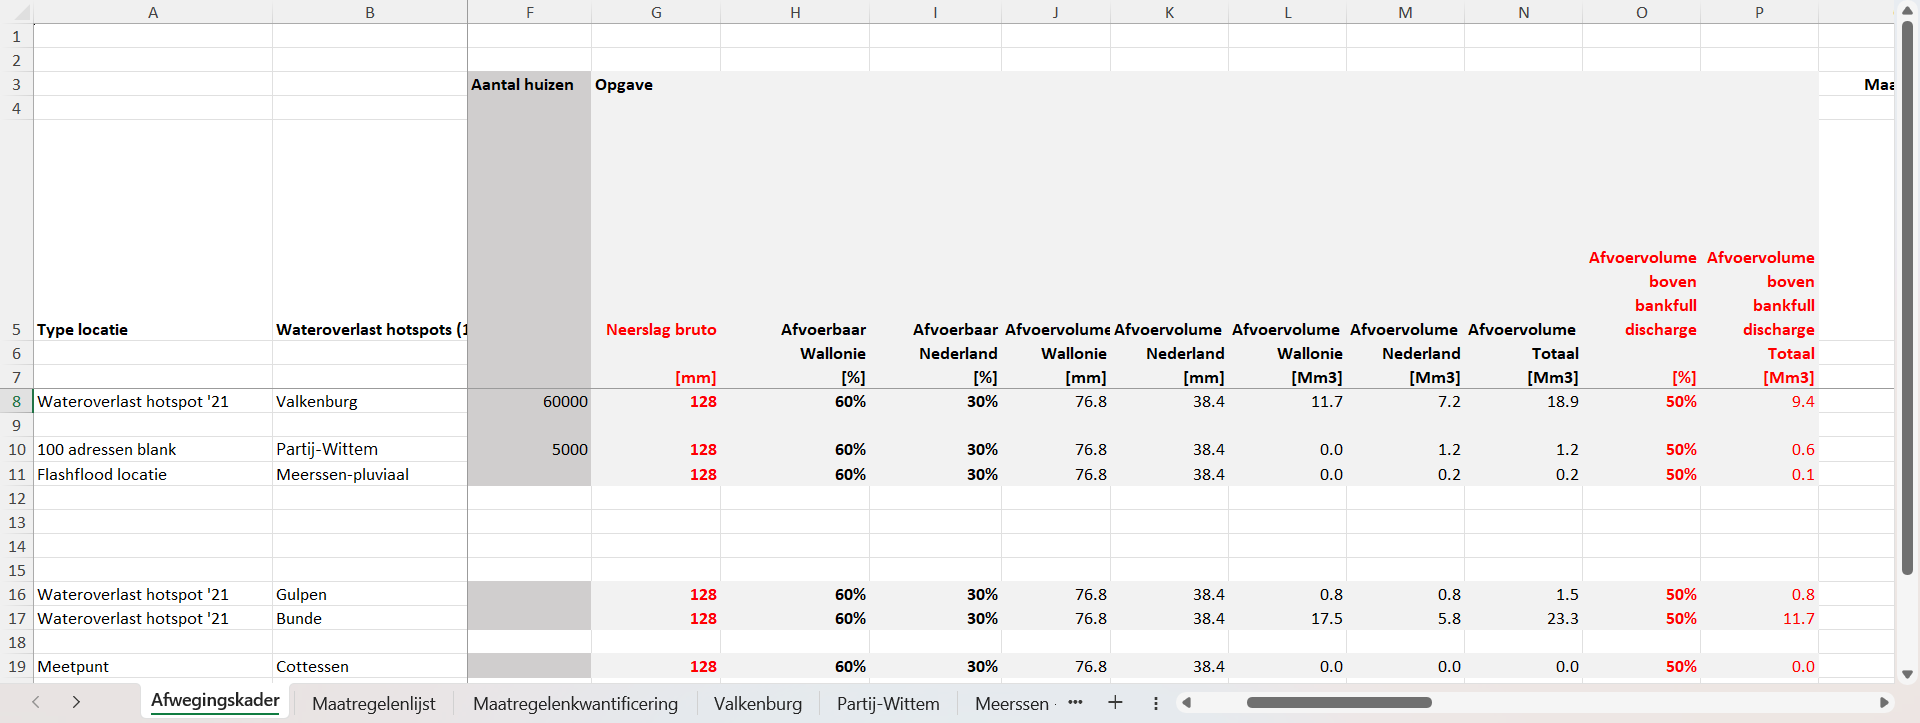 A B F G H I J K L M N O P
1
2
3 Aantal huizen Opgave Maa
4
Afvoervolume Afvoervolume
boven boven
bankfull bankfull
5 Type locatie Wateroverlast hotspots (1 Neerslag bruto Afvoerbaar Afvoerbaar Afvoervolume Afvoervolume Afvoervolume Afvoervolume Afvoervolume discharge discharge
6 Wallonie Nederland Wallonie Nederland Wallonie Nederland Totaal Totaal
7 [mm] [%] [%] [mm] [mm] [Mm3] [Mm3] [Mm3] [%] [Mm3]
8 Wateroverlast hotspot '21 Valkenburg 60000 128 60% 30% 76.8 38.4 11.7 7.2 18.9 50% 9.4
9
10 100 adressen blank Partij-Wittem 5000 128 60% 30% 76.8 38.4 0.0 1.2 1.2 50% 0.6
11 Flashflood locatie Meerssen-pluviaal 128 60% 30% 76.8 38.4 0.0 0.2 0.2 50% 0.1
12
13
14
15
16 Wateroverlast hotspot '21 Gulpen 128 60% 30% 76.8 38.4 0.8 0.8 1.5 50% 0.8
17 Wateroverlast hotspot '21 Bunde 128 60% 30% 76.8 38.4 17.5 5.8 23.3 50% 11.7
18
19 Meetpunt Cottessen 128 60% 30% 76.8 38.4 0.0 0.0 0.0 50% 0.0
Afwegingskader Maatregelenlijst Maatregelenkwantificering Valkenburg Partij-Wittem Meerssen